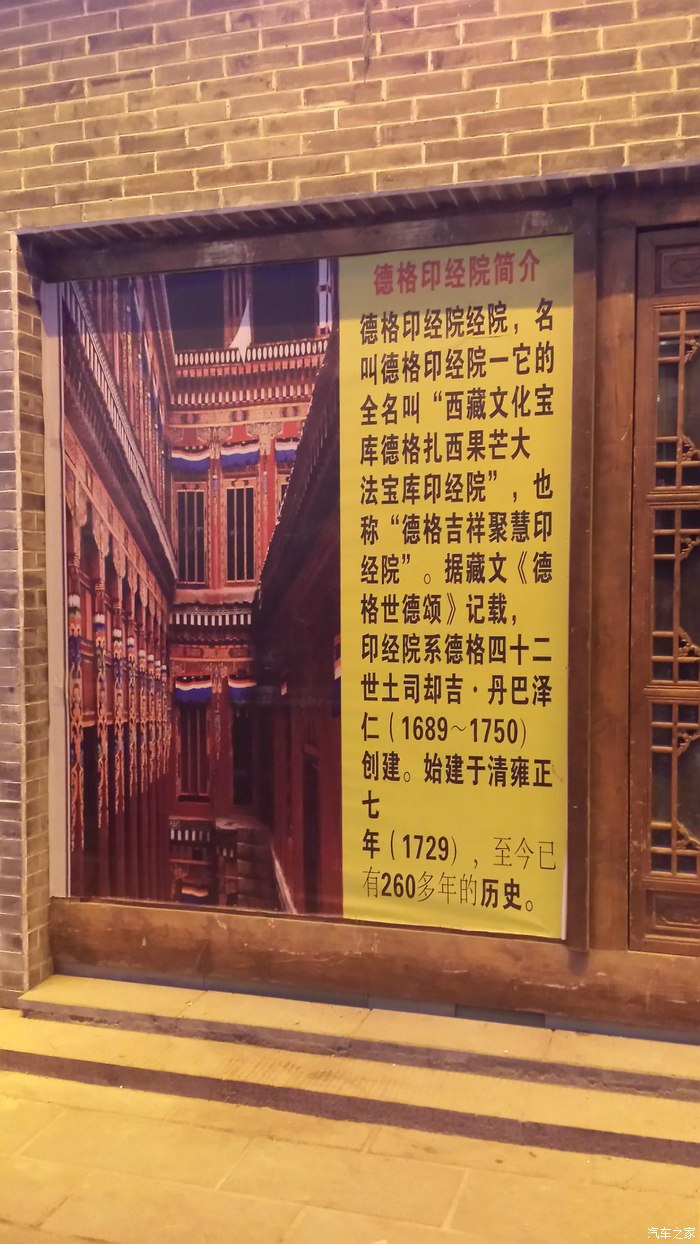 德格印经院简介
德格印经院经院，名
叫德格印经院一它的
全名叫“西藏文化宝
库德格扎西果芒大
法宝库印经院”，也
称“德格吉祥聚慧印
经院”。据藏文《德
格世德颂》记载，
印经院系德格四十二
世土司却吉·丹巴泽
仁（1689～1750）
创建。始建于清雍正
七
年（1729），至今已
有260多年的历史。
汽车之家